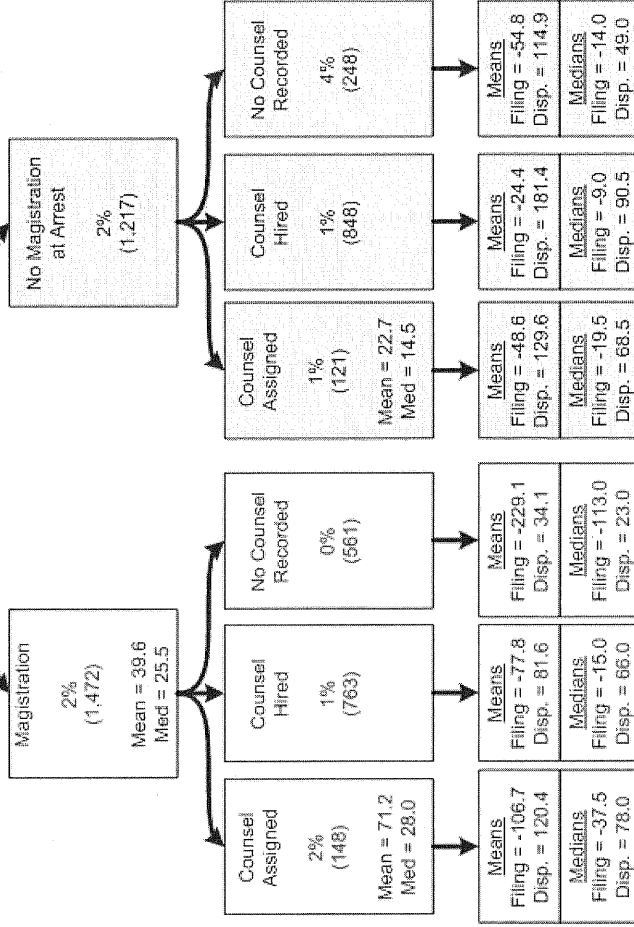 Magistration
2%
(1,472)
Mean = 39.6
Med = 25.5
No Magistration
at Arrest
2%
(1,217)
Counsel
Assigned
2%
(148)
Mean = 71.2
Med = 28.0
Counsel
Hired
1%
(763)
No Counsel
Recorded
0%
(561)
Counsel
Assigned
1%
(121)
Mean = 22.7
Med = 14.5
Counsel
Hired
1%
(848)
No Counsel
Recorded
4%
(248)
Means
Filing = -106.7
Disp. = 120.4
Medians
Filing = -37.5
Disp. = 78.0
Means
Filing = -77.8
Disp. = 81.6
Medians
Filing = -15.0
Disp. = 66.0
Means
Filing = -229.1
Disp. = 34.1
Medians
Filing = -113.0
Disp. = 23.0
Means
Filing = -48.6
Disp. = 129.6
Medians
Filing = -19.5
Disp. = 68.5
Means
Filing = -24.4
Disp. = 181.4
Medians
Filing = -9.0
Disp. = 90.5
Means
Filing = -54.8
Disp. = 114.9
Medians
Filing = -14.0
Disp. = 49.0